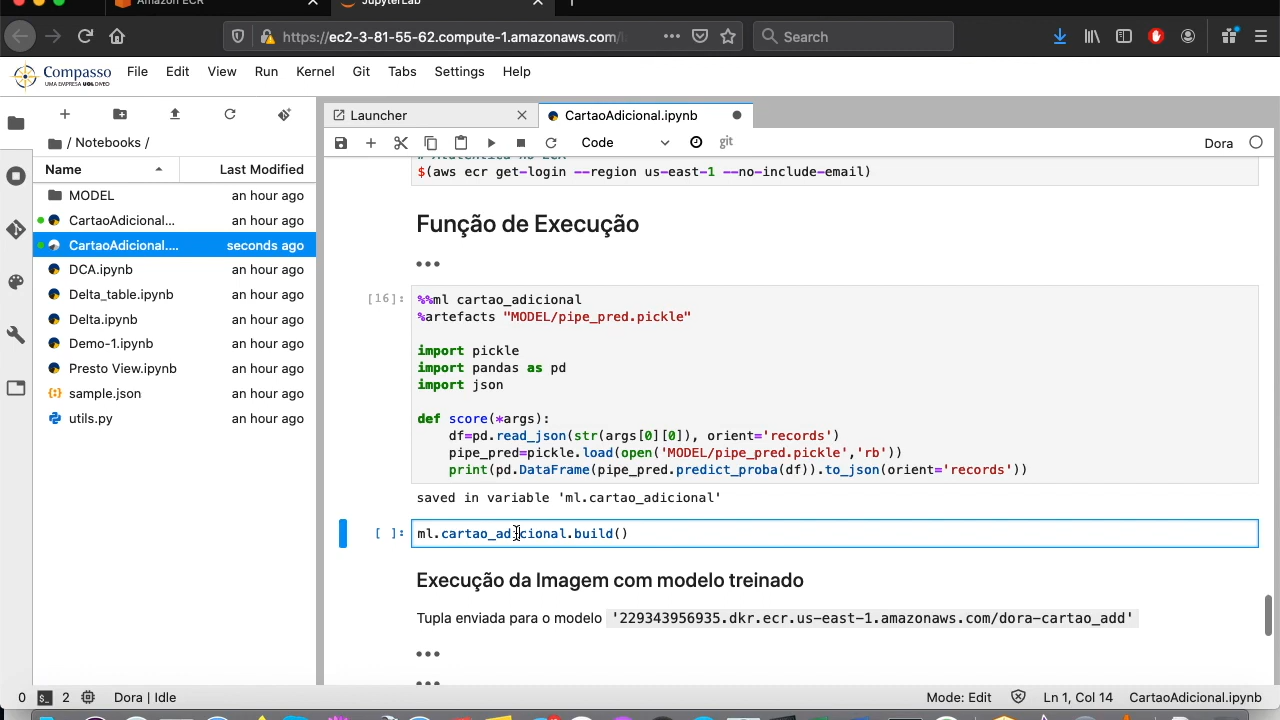 Amazon ECR
JupyterLab
https://ec2-3-81-55-62.compute-1.amazonaws.com/
Search
Compasso
UMA EMPRESA UOL DIVEO
File Edit View Run Kernel Git Tabs Settings Help
Launcher
CartaoAdicional.ipynb
/ Notebooks /
Code
git
Dora
Name
Last Modified
MODEL an hour ago
CartaoAdicional... an hour ago
CartaoAdicional.... seconds ago
DCA.ipynb an hour ago
Delta_table.ipynb an hour ago
Delta.ipynb an hour ago
Demo-1.ipynb an hour ago
Presto View.ipynb an hour ago
sample.json an hour ago
utils.py an hour ago
$(aws ecr get-login --region us-east-1 --no-include-email)
Função de Execução
[16]:
%%ml cartao_adicional
%artefacts "MODEL/pipe_pred.pickle"
import pickle
import pandas as pd
import json
def score(*args):
df=pd.read_json(str(args[0][0]), orient='records')
pipe_pred=pickle.load(open('MODEL/pipe_pred.pickle','rb'))
print(pd.DataFrame(pipe_pred.predict_proba(df)).to_json(orient='records'))
saved in variable 'ml.cartao_adicional'
[ ]:
ml.cartao_adicional.build()
Execução da Imagem com modelo treinado
Tupla enviada para o modelo '229343956935.dkr.ecr.us-east-1.amazonaws.com/dora-cartao_add'
0 2 Dora | Idle
Mode: Edit Ln 1, Col 14 CartaoAdicional.ipynb